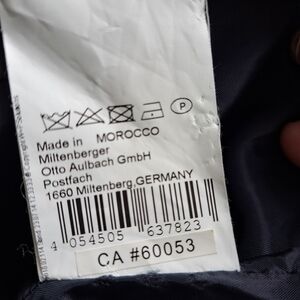 P
Made in MOROCCO
Miltenberger
Otto Aulbach GmbH
Postfach
1660 Miltenberg,GERMANY
4 054505 637823
CA #60053